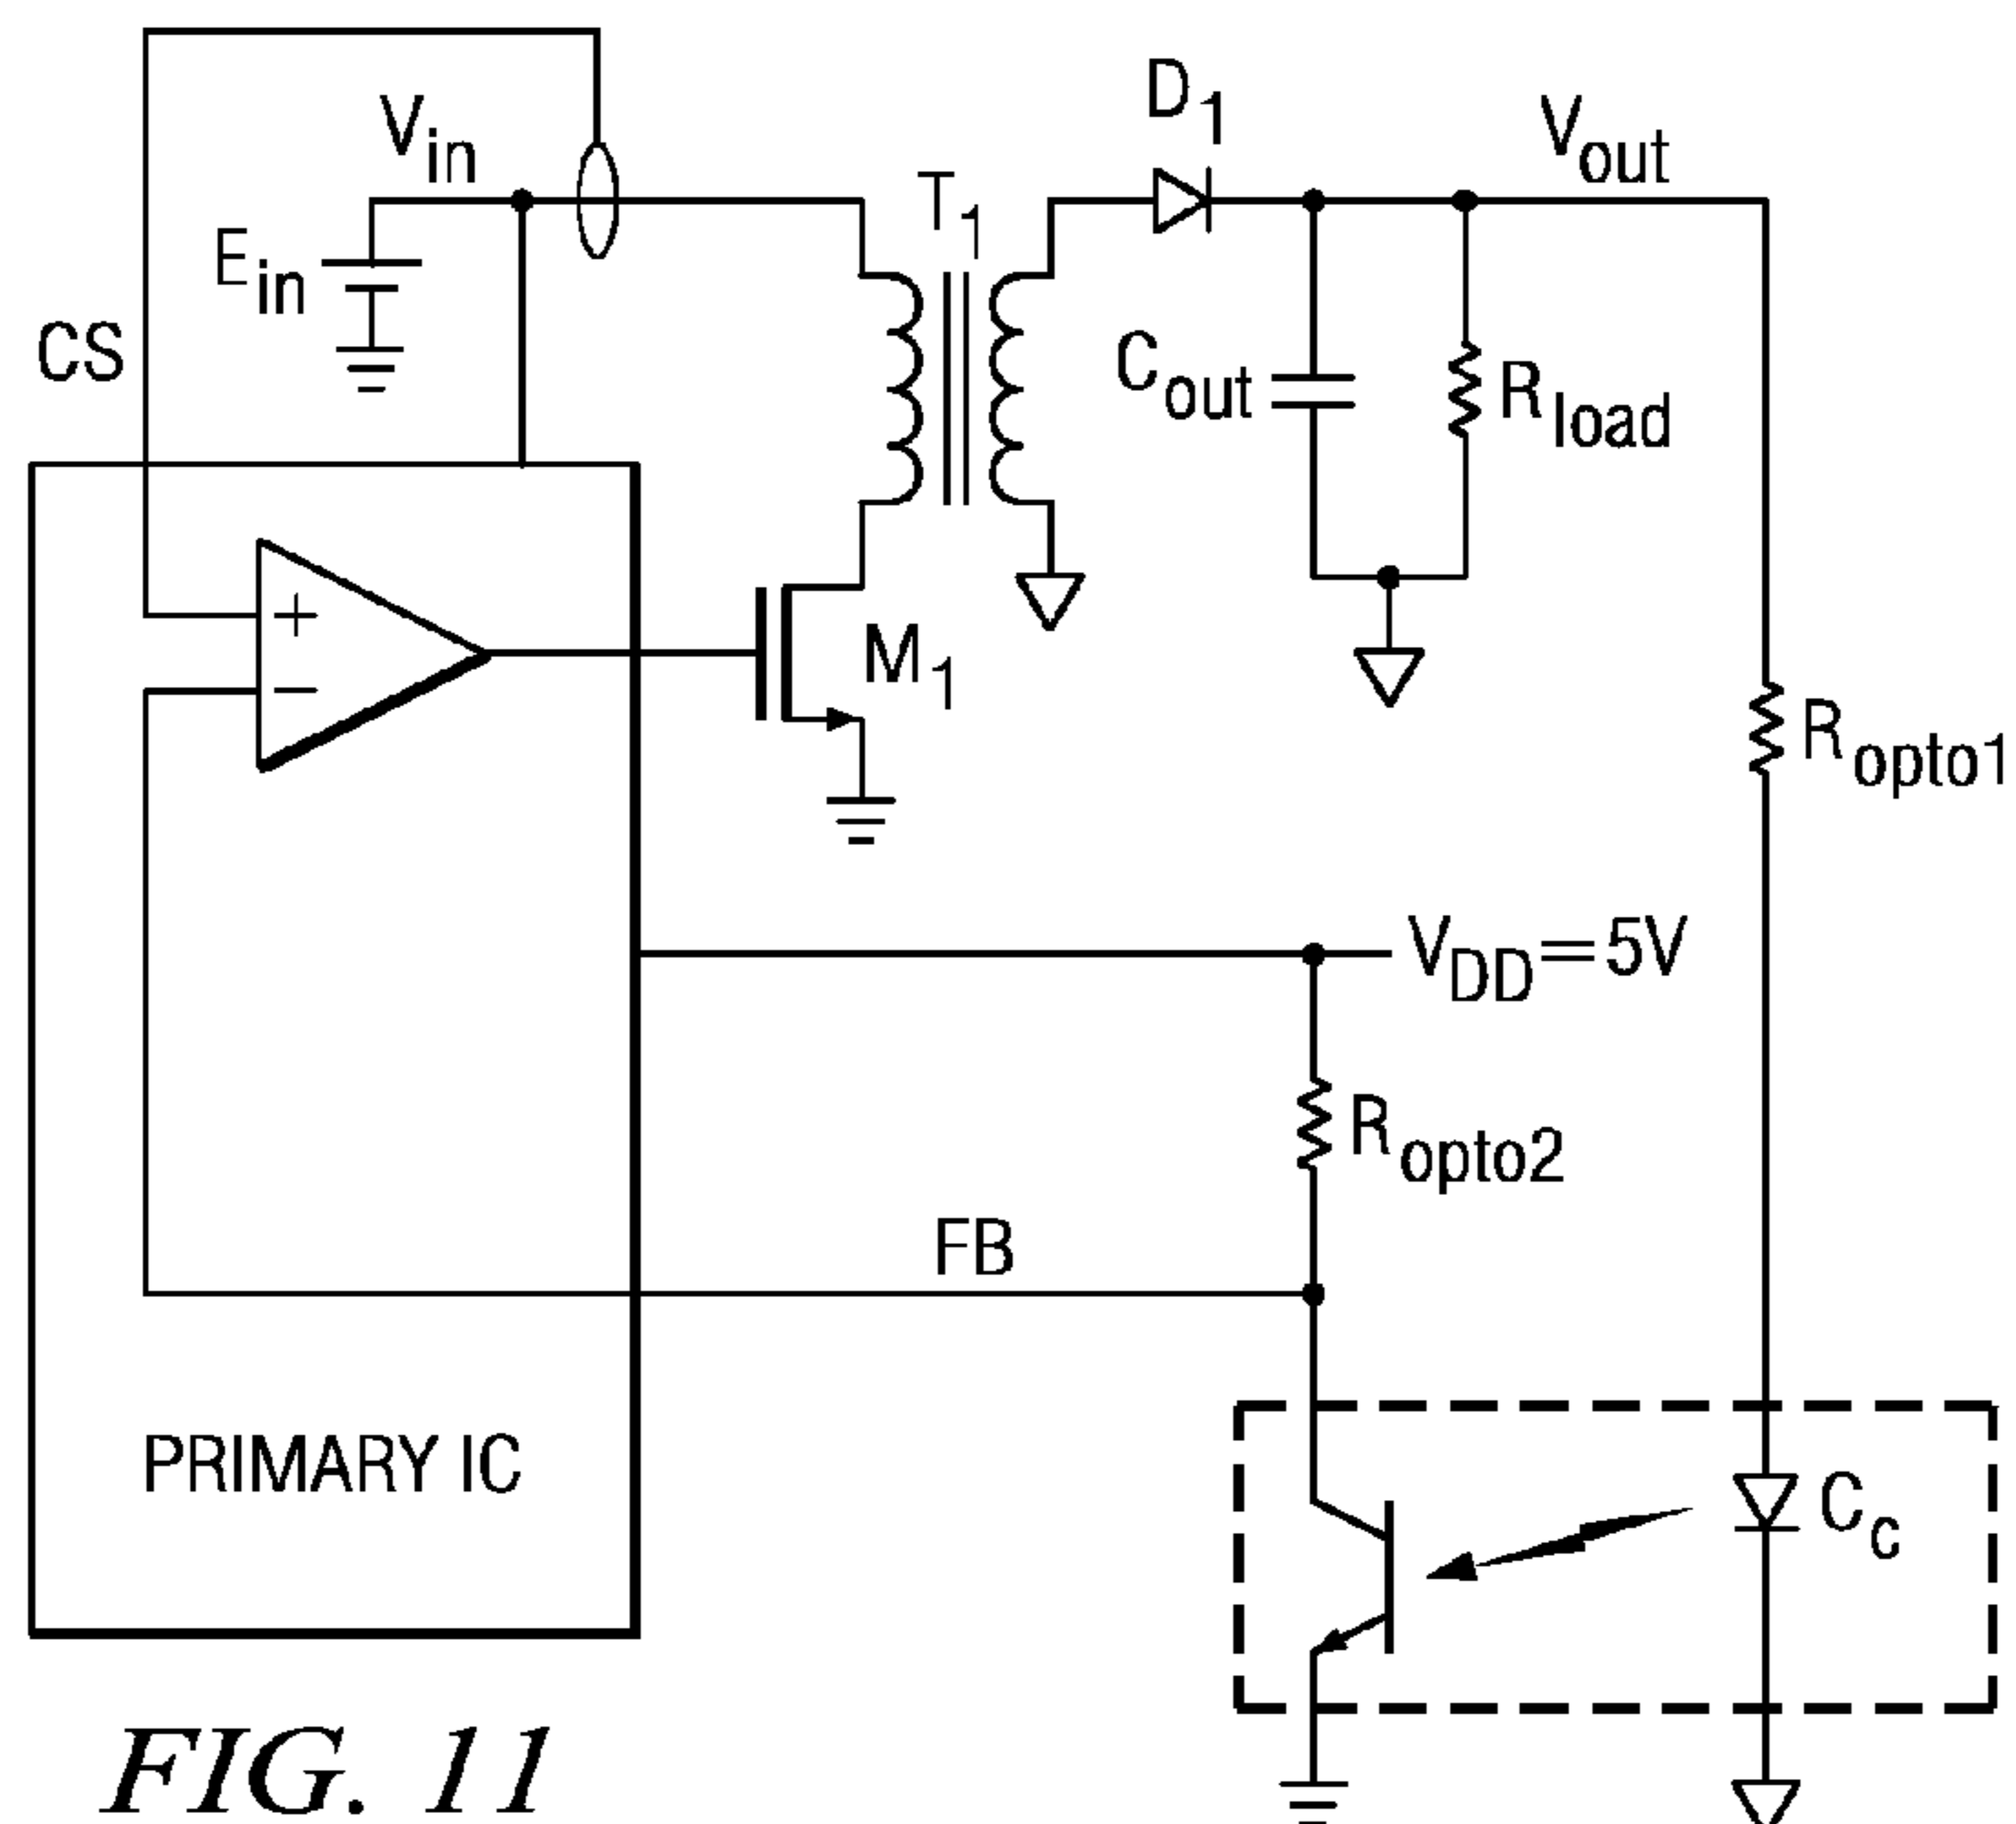 D1
Vin
Vout
T1
Ein
CS
Cout
Rload
+
−
M1
Ropto1
VDD=5V
Ropto2
FB
PRIMARY IC
Cc
FIG. 11